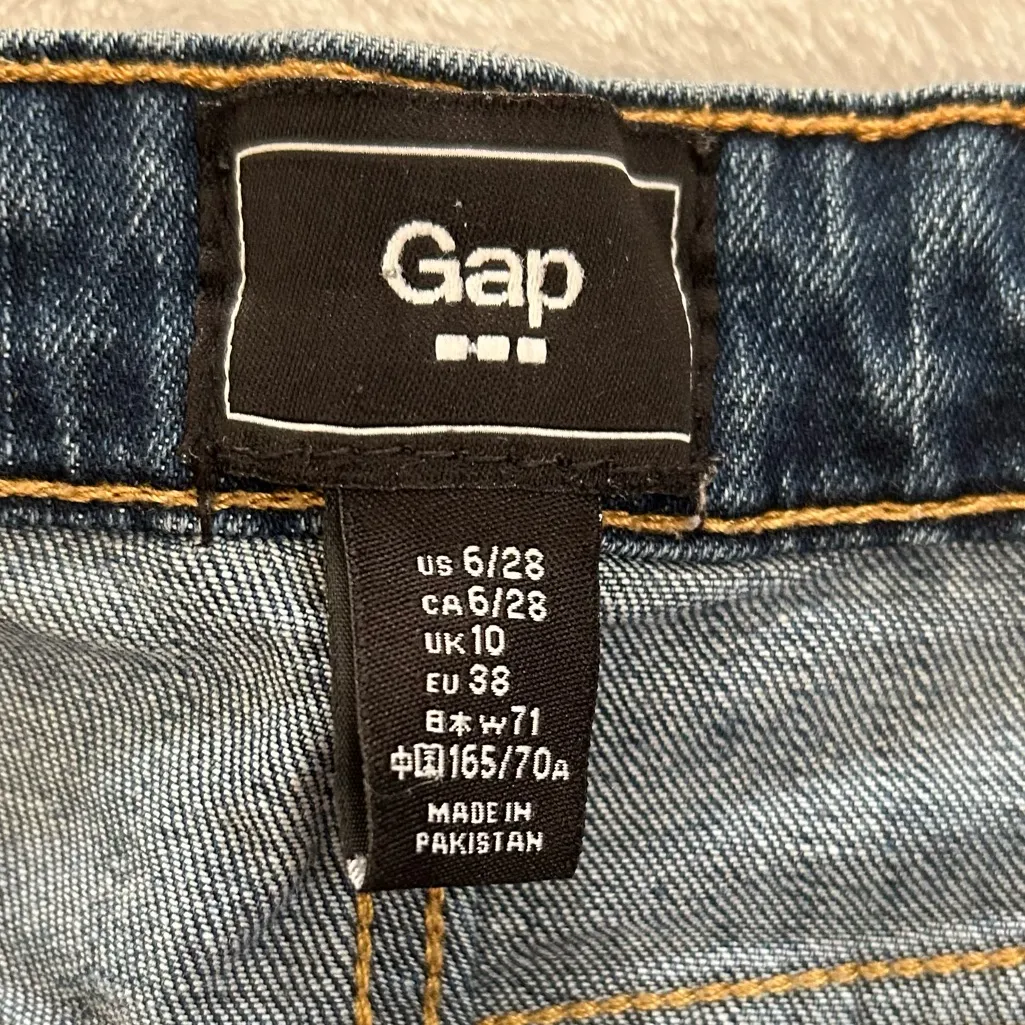 Gap
US 6/28
CA 6/28
UK 10
EU 38
日本 W71
中国 165/70A
MADE IN
PAKISTAN